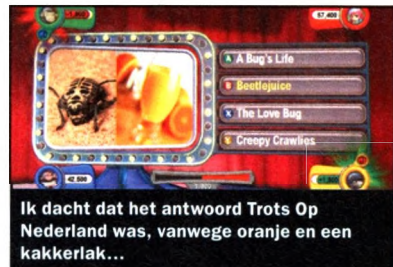 57,400
A A Bug's Life
B Beetlejuice
X The Love Bug
Creepy Crawlies
42,500
Ik dacht dat het antwoord Trots Op
Nederland was, vanwege oranje en een
kakkerlak...